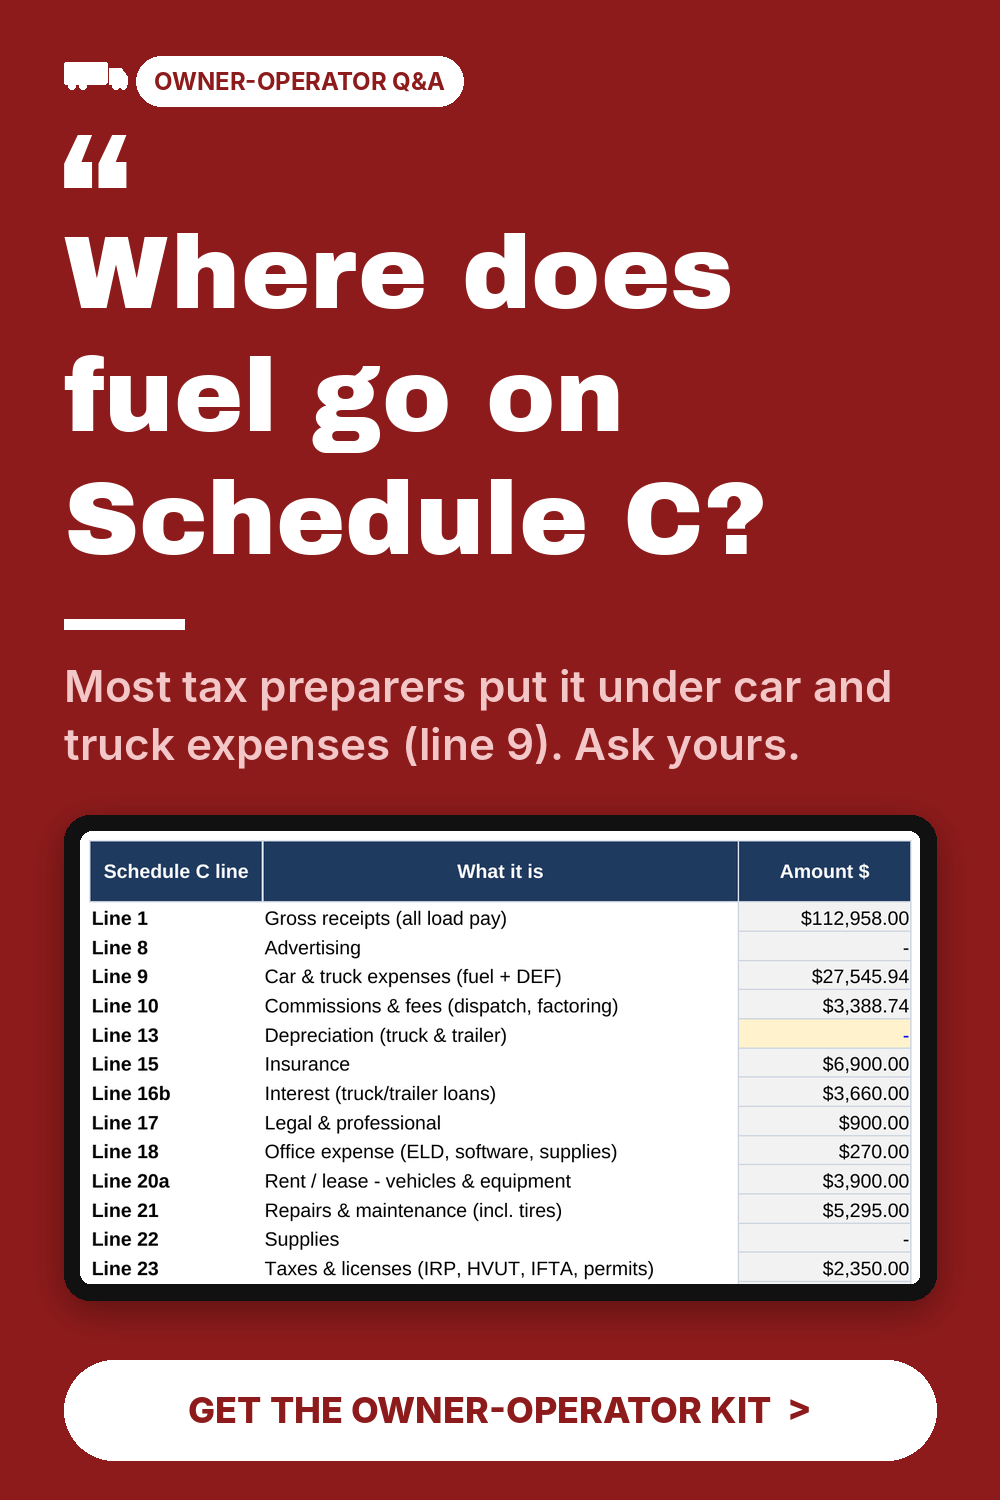 OWNER-OPERATOR Q&A
“
Where does
fuel go on
Schedule C?
Most tax preparers put it under car and
truck expenses (line 9). Ask yours.
Schedule C line What it is Amount $
Line 1 Gross receipts (all load pay) $112,958.00
Line 8 Advertising -
Line 9 Car & truck expenses (fuel + DEF) $27,545.94
Line 10 Commissions & fees (dispatch, factoring) $3,388.74
Line 13 Depreciation (truck & trailer) -
Line 15 Insurance $6,900.00
Line 16b Interest (truck/trailer loans) $3,660.00
Line 17 Legal & professional $900.00
Line 18 Office expense (ELD, software, supplies) $270.00
Line 20a Rent / lease - vehicles & equipment $3,900.00
Line 21 Repairs & maintenance (incl. tires) $5,295.00
Line 22 Supplies -
Line 23 Taxes & licenses (IRP, HVUT, IFTA, permits) $2,350.00
GET THE OWNER-OPERATOR KIT >